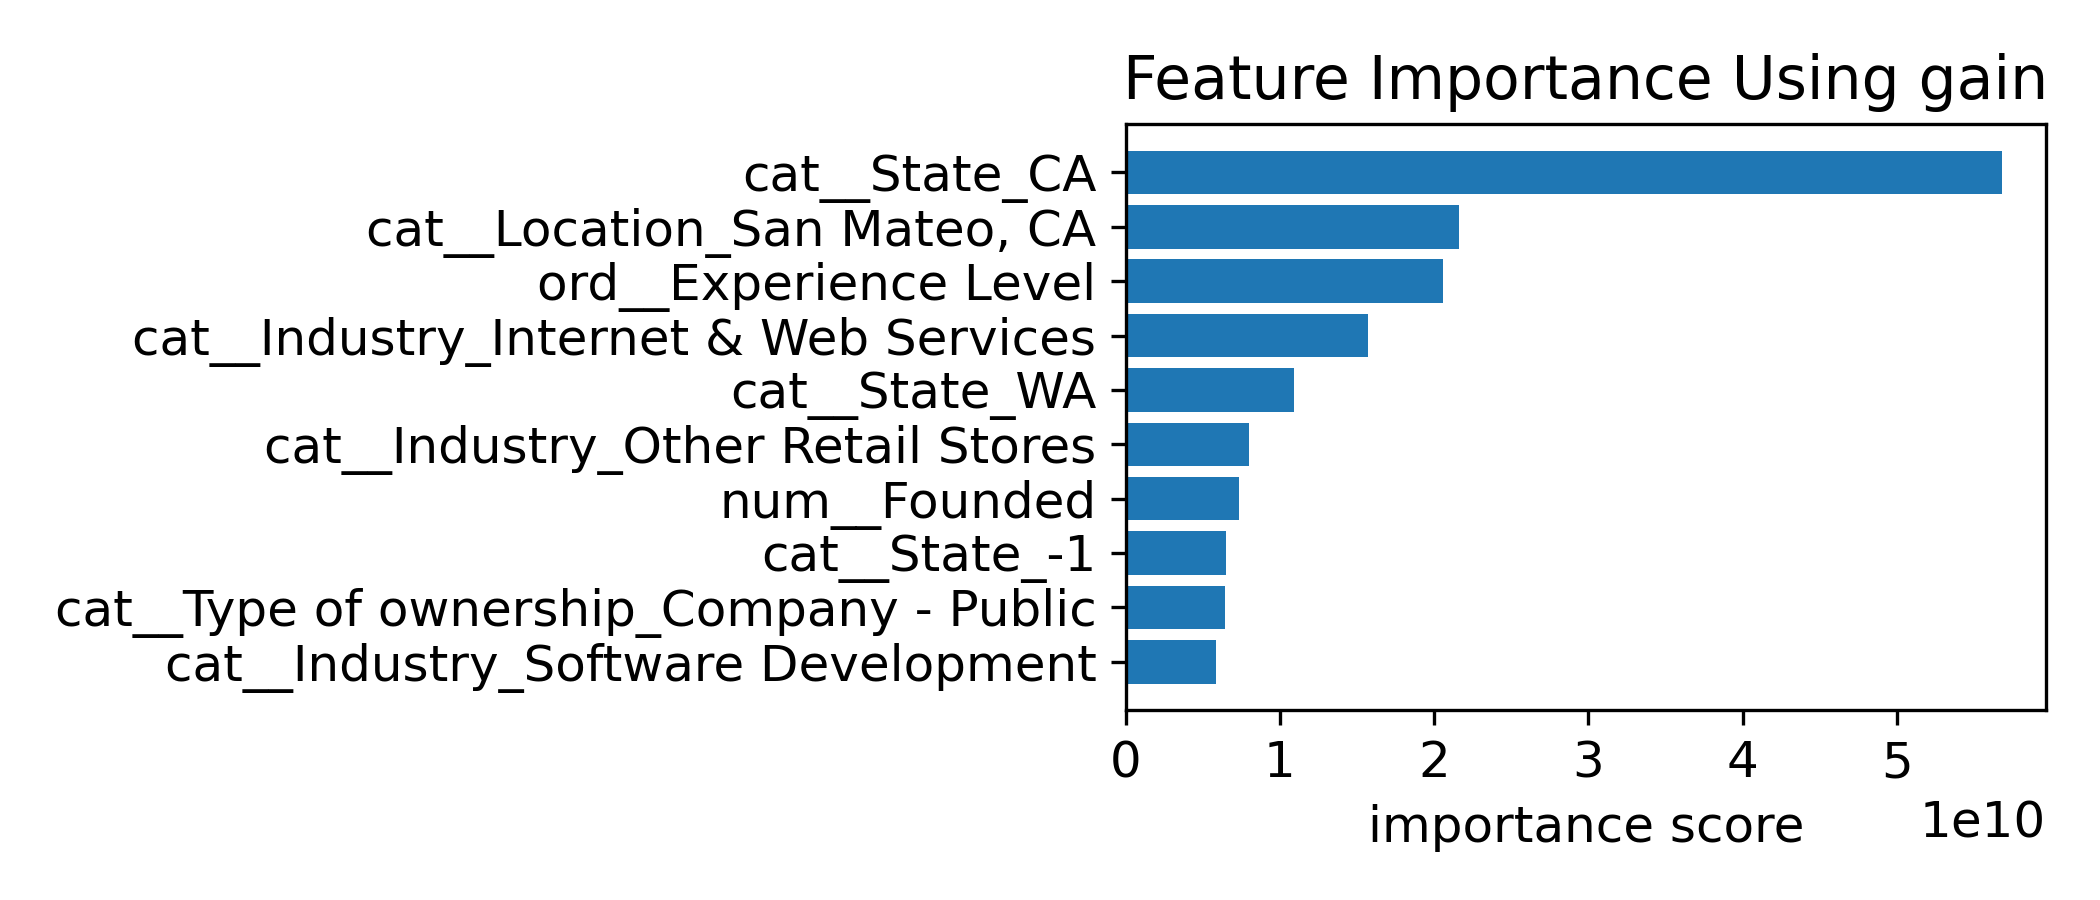 Feature Importance Using gain
cat__State_CA
cat__Location_San Mateo, CA
ord__Experience Level
cat__Industry_Internet & Web Services
cat__State_WA
cat__Industry_Other Retail Stores
num__Founded
cat__State_-1
cat__Type of ownership_Company - Public
cat__Industry_Software Development
0 1 2 3 4 5
importance score 1e10